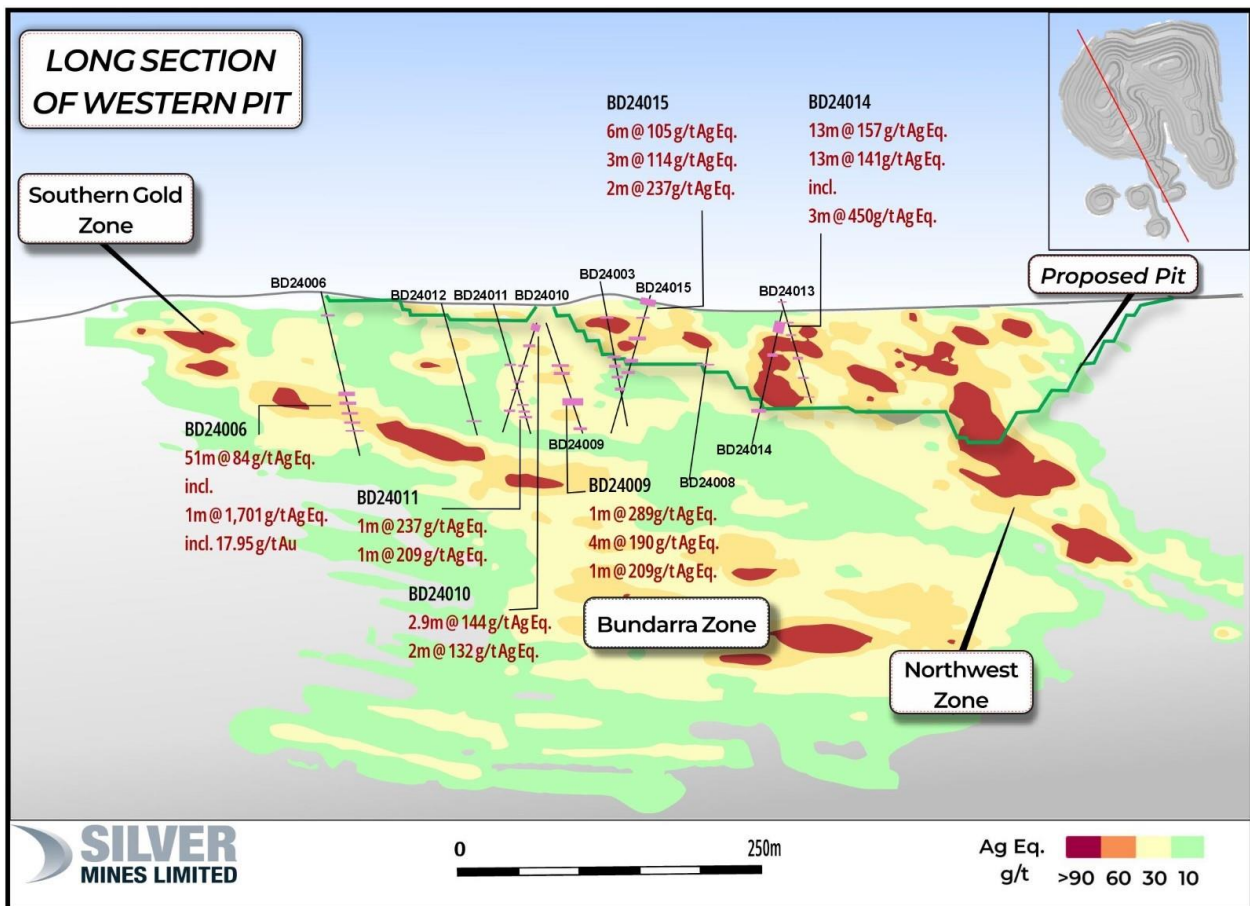 LONG SECTION
OF WESTERN PIT
BD24015
6m @ 105 g/t Ag Eq.
3m @ 114 g/t Ag Eq.
2m @ 237g/t Ag Eq.
BD24014
13m @ 157 g/t Ag Eq.
13m @ 141g/t Ag Eq.
incl.
3m @ 450g/t Ag Eq.
Southern Gold
Zone
Proposed Pit
BD24006
BD24012
BD24011
BD24010
BD24003
BD24015
BD24013
BD24009
BD24014
BD24008
BD24006
51m @ 84 g/t Ag Eq.
incl.
1m @ 1,701 g/t Ag Eq.
incl. 17.95 g/t Au
BD24011
1m @ 237 g/t Ag Eq.
1m @ 209 g/t Ag Eq.
BD24009
1m @ 289g/t Ag Eq.
4m @ 190 g/t Ag Eq.
1m @ 209g/t Ag Eq.
BD24010
2.9m @ 144 g/t Ag Eq.
2m @ 132 g/t Ag Eq.
Bundarra Zone
Northwest
Zone
SILVER
MINES LIMITED
0 250m
Ag Eq.
g/t
>90 60 30 10